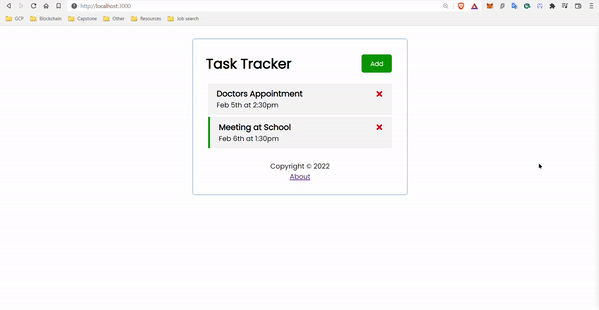 http://localhost:3000
GCP Blockchain Capstone Other Resources Job search
Task Tracker
Add
Doctors Appointment
Feb 5th at 2:30pm
Meeting at School
Feb 6th at 1:30pm
Copyright © 2022
About